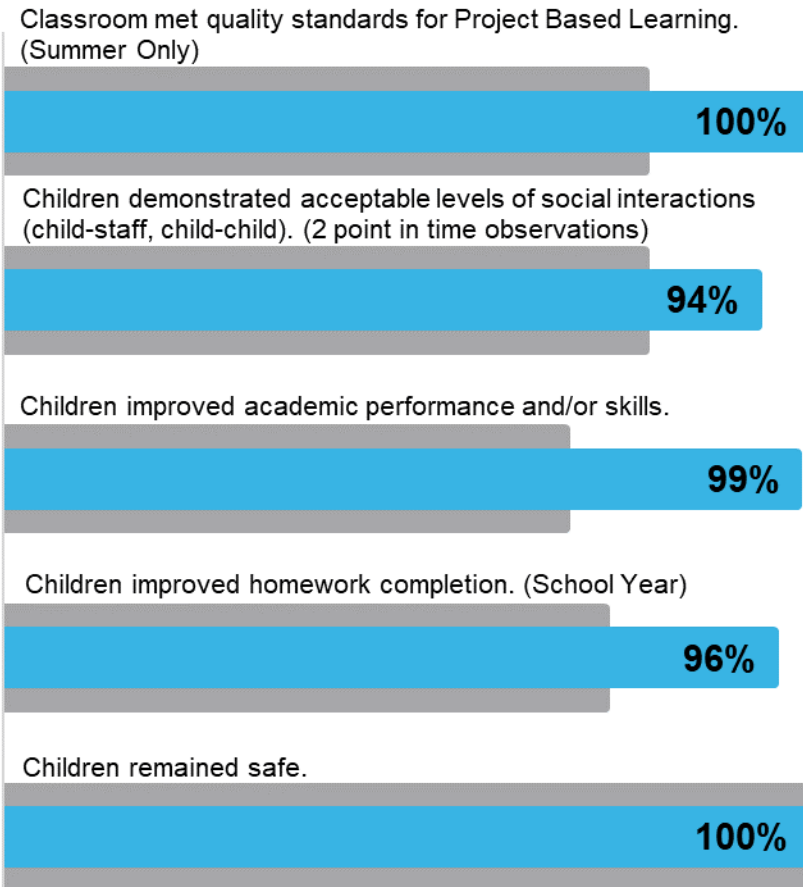 Classroom met quality standards for Project Based Learning.
(Summer Only)
100%
Children demonstrated acceptable levels of social interactions
(child-staff, child-child). (2 point in time observations)
94%
Children improved academic performance and/or skills.
99%
Children improved homework completion. (School Year)
96%
Children remained safe.
100%